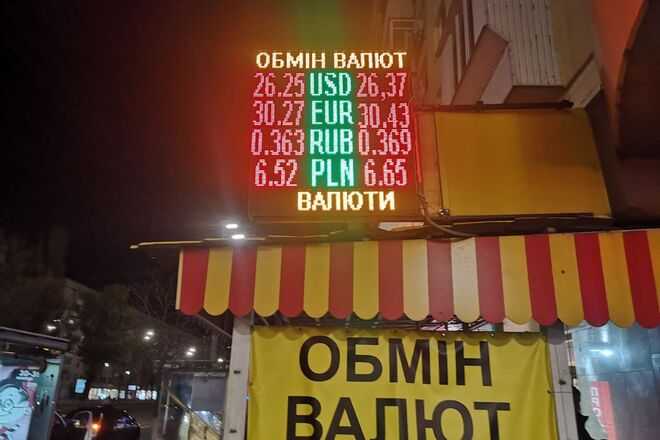 ОБМІН ВАЛЮТ
26.25 USD 26,37
30.27 EUR 30.43
0.363 RUB 0.369
6.52 PLN 6.65
ВАЛЮТИ
ОБМІН
ВАЛЮТ